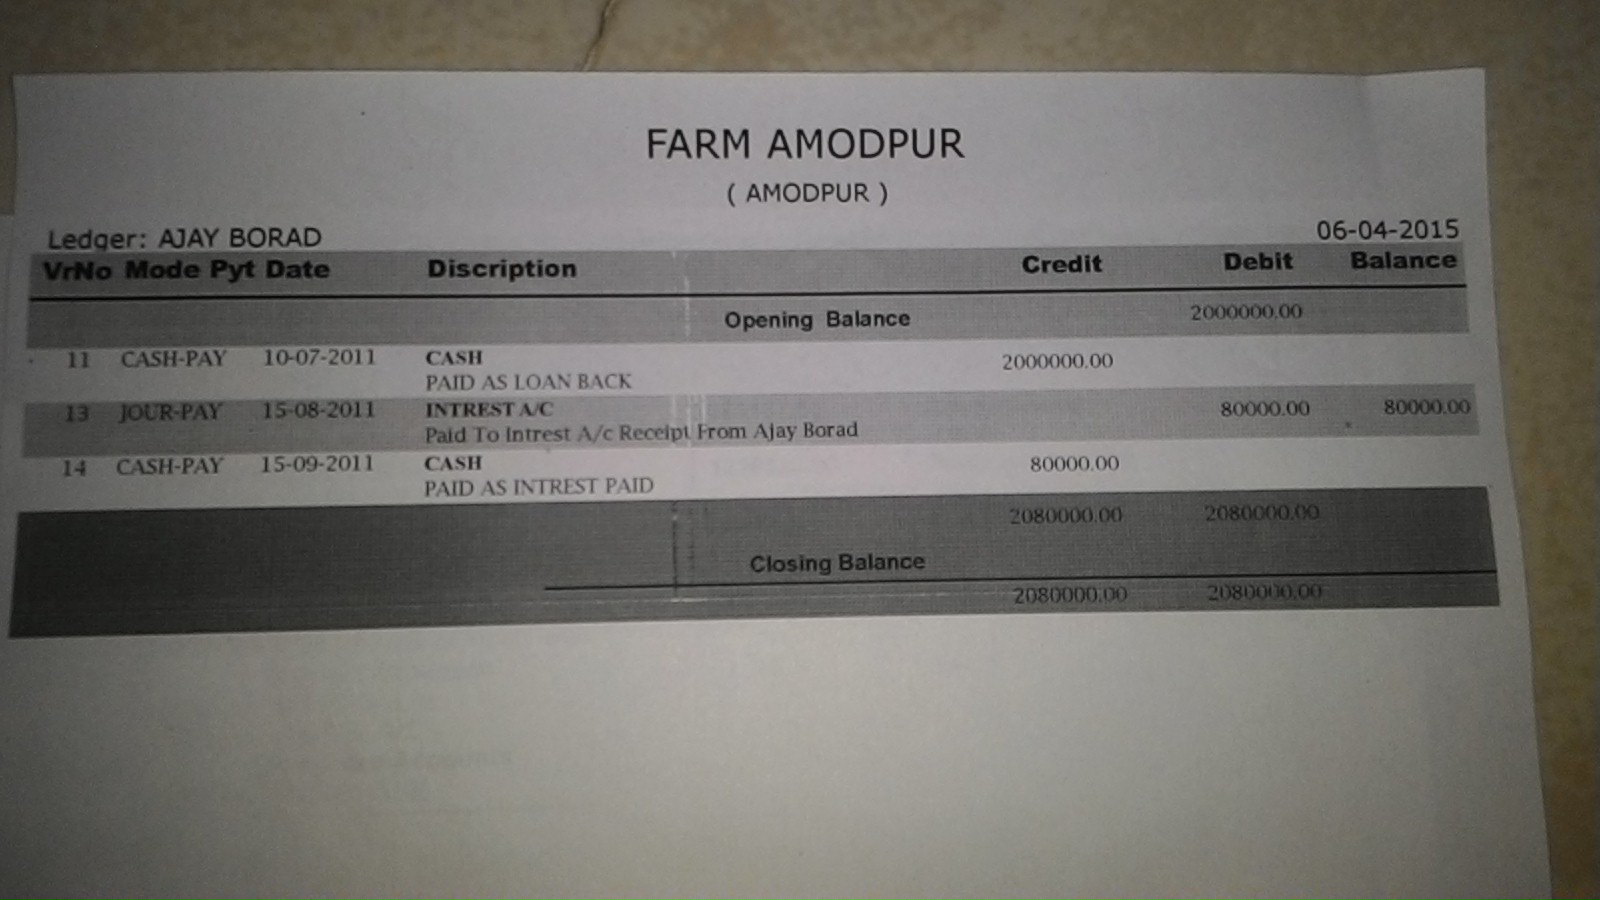 FARM AMODPUR
( AMODPUR )
Ledger: AJAY BORAD 06-04-2015
VrNo Mode Pyt Date Discription Credit Debit Balance
Opening Balance 2000000.00
11 CASH-PAY 10-07-2011 CASH 2000000.00
PAID AS LOAN BACK
13 JOUR-PAY 15-08-2011 INTREST A/C 80000.00 80000.00
Paid To Intrest A/c Receipt From Ajay Borad
14 CASH-PAY 15-09-2011 CASH 80000.00
PAID AS INTREST PAID
2080000.00 2080000.00
Closing Balance
2080000.00 2080000.00